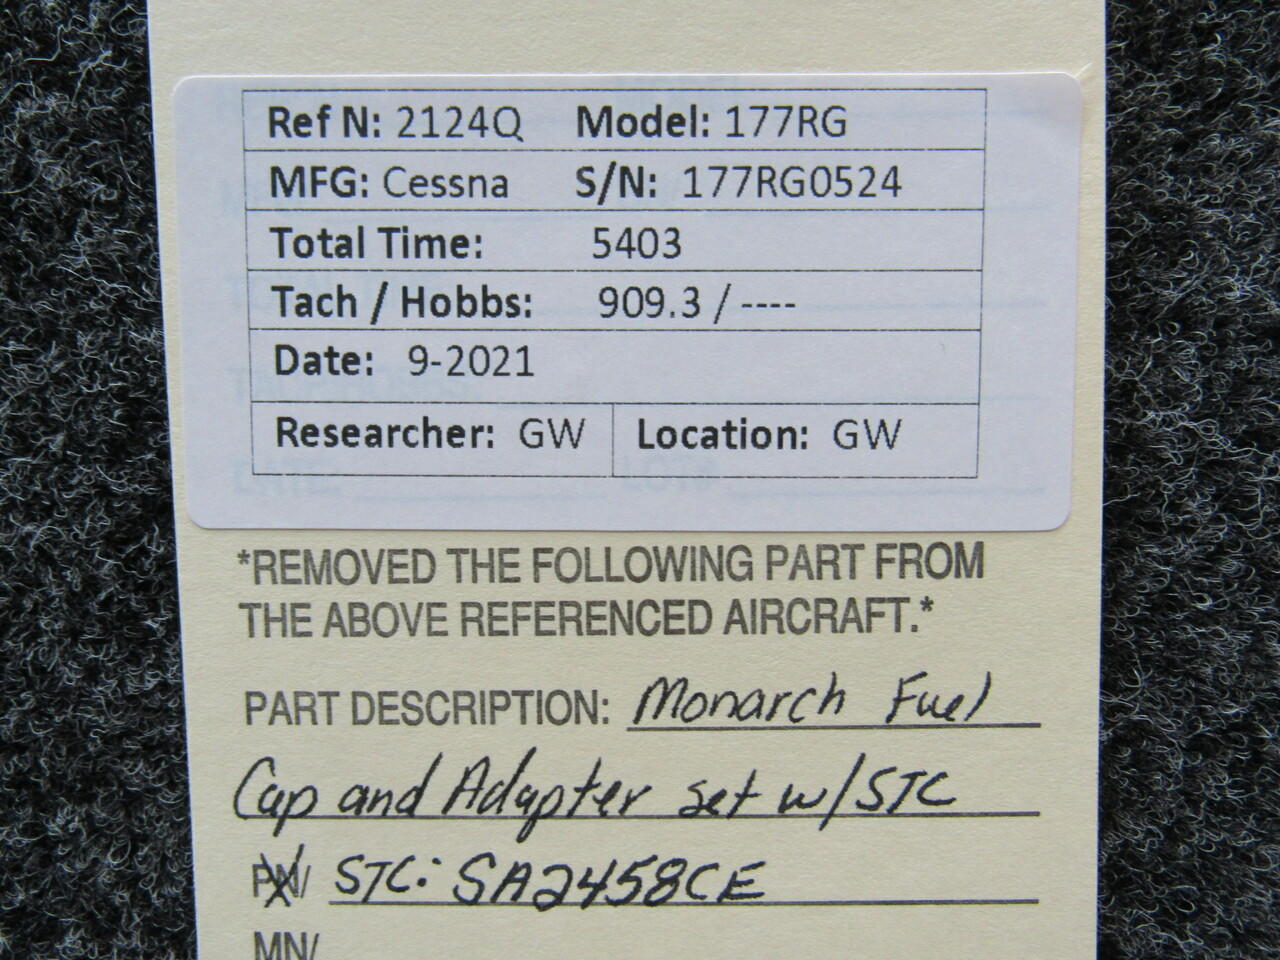 Ref N: 2124Q Model: 177RG
MFG: Cessna S/N: 177RG0524
Total Time: 5403
Tach / Hobbs: 909.3 / ----
Date: 9-2021
Researcher: GW Location: GW
*REMOVED THE FOLLOWING PART FROM
THE ABOVE REFERENCED AIRCRAFT.*
PART DESCRIPTION: Monarch Fuel
Cap and Adapter set w/STC
PN/ STC: SA2458CE
MN/